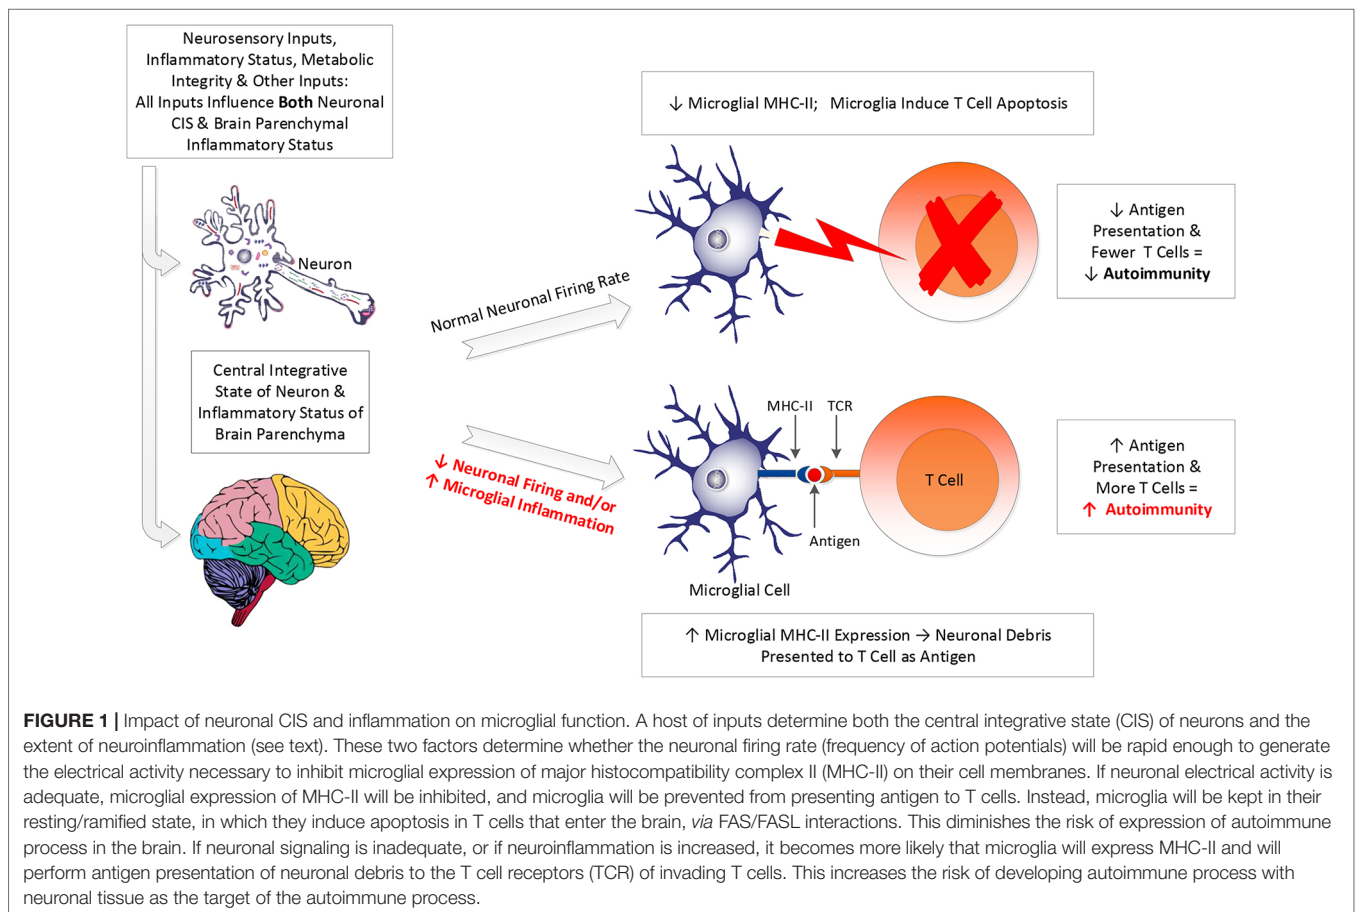 Neurosensory Inputs,
Inflammatory Status, Metabolic
Integrity & Other Inputs:
All Inputs Influence Both Neuronal
CIS & Brain Parenchymal
Inflammatory Status
Neuron
Central Integrative
State of Neuron &
Inflammatory Status of
Brain Parenchyma
Normal Neuronal Firing Rate
↓ Neuronal Firing and/or
↑ Microglial Inflammation
↓ Microglial MHC-II; Microglia Induce T Cell Apoptosis
↓ Antigen
Presentation &
Fewer T Cells =
↓ Autoimmunity
MHC-II
TCR
T Cell
Antigen
Microglial Cell
↑ Antigen
Presentation &
More T Cells =
↑ Autoimmunity
↑ Microglial MHC-II Expression → Neuronal Debris
Presented to T Cell as Antigen
FIGURE 1 | Impact of neuronal CIS and inflammation on microglial function. A host of inputs determine both the central integrative state (CIS) of neurons and the
extent of neuroinflammation (see text). These two factors determine whether the neuronal firing rate (frequency of action potentials) will be rapid enough to generate
the electrical activity necessary to inhibit microglial expression of major histocompatibility complex II (MHC-II) on their cell membranes. If neuronal electrical activity is
adequate, microglial expression of MHC-II will be inhibited, and microglia will be prevented from presenting antigen to T cells. Instead, microglia will be kept in their
resting/ramified state, in which they induce apoptosis in T cells that enter the brain, via FAS/FASL interactions. This diminishes the risk of expression of autoimmune
process in the brain. If neuronal signaling is inadequate, or if neuroinflammation is increased, it becomes more likely that microglia will express MHC-II and will
perform antigen presentation of neuronal debris to the T cell receptors (TCR) of invading T cells. This increases the risk of developing autoimmune process with
neuronal tissue as the target of the autoimmune process.